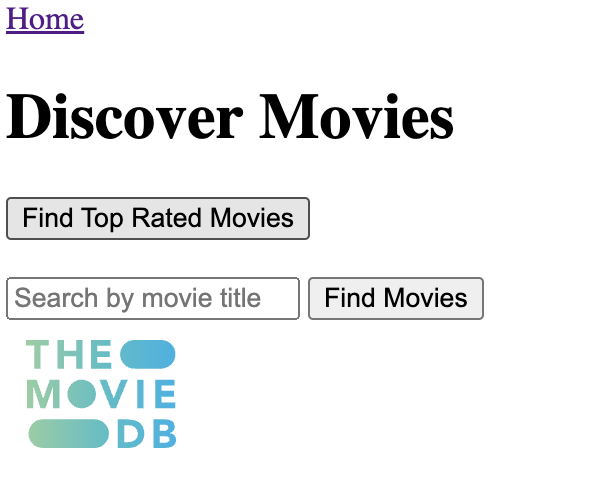 Home
Discover Movies
Find Top Rated Movies
Search by movie title Find Movies
THE
MOVIE
DB